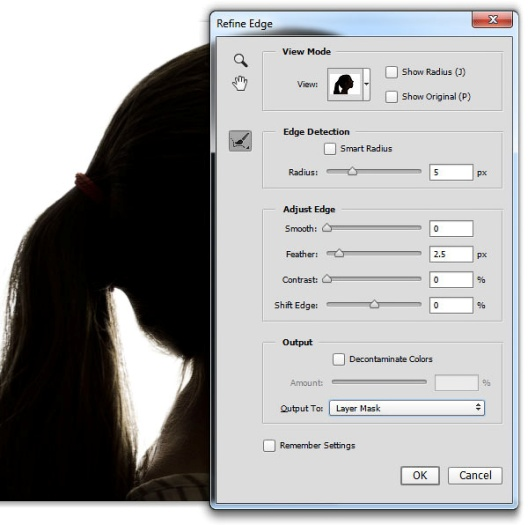 Refine Edge
View Mode
View:
Show Radius (J)
Show Original (P)
Edge Detection
Smart Radius
Radius: 5 px
Adjust Edge
Smooth: 0
Feather: 2.5 px
Contrast: 0 %
Shift Edge: 0 %
Output
Decontaminate Colors
Amount: %
Output To: Layer Mask
Remember Settings
OK Cancel